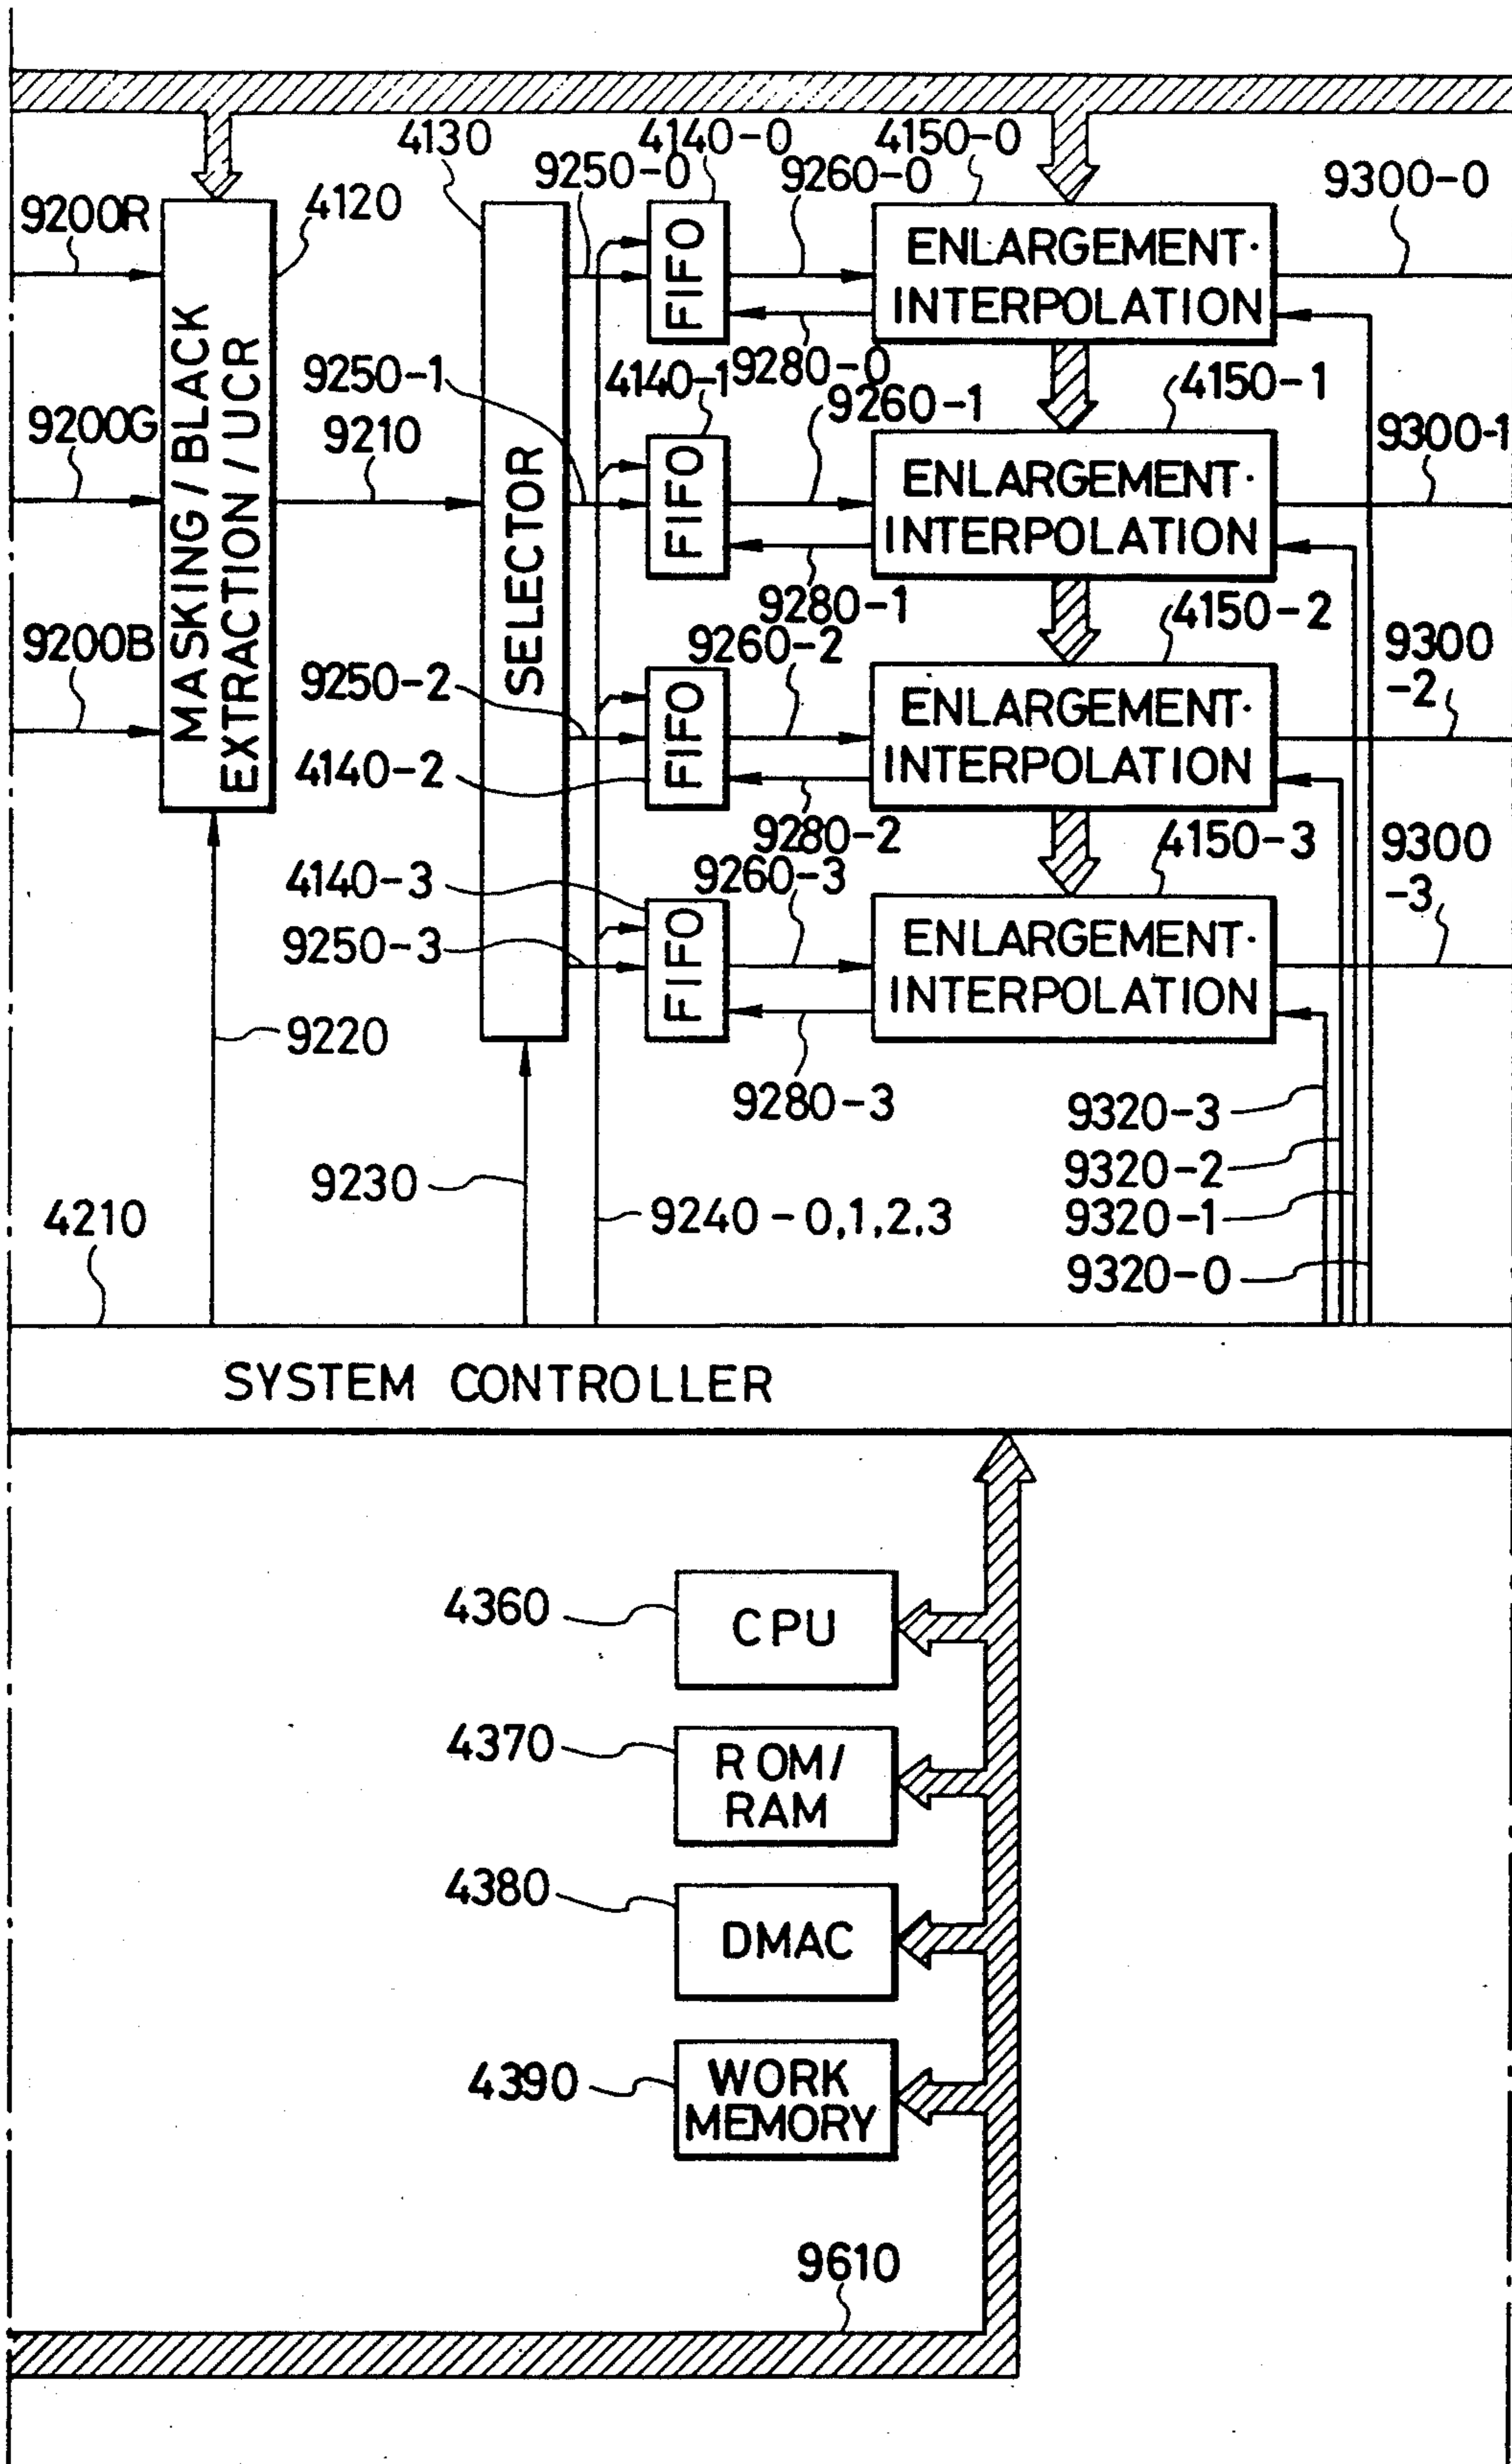 4130
4140-0
4150-0
9250-0
9260-0
9300-0
9200R
4120
FIFO
ENLARGEMENT·
INTERPOLATION
9280-0
9250-1
4140-1
9260-1
4150-1
9300-1
9200G
9210
MASKING/BLACK
EXTRACTION/UCR
SELECTOR
FIFO
ENLARGEMENT·
INTERPOLATION
9280-1
9260-2
4150-2
9300
-2
9200B
9250-2
FIFO
ENLARGEMENT·
INTERPOLATION
4140-2
9280-2
9260-3
4150-3
9300
-3
4140-3
9250-3
FIFO
ENLARGEMENT·
INTERPOLATION
9220
9280-3
9320-3
9230
9320-2
4210
9240-0,1,2,3
9320-1
9320-0
SYSTEM CONTROLLER
4360
CPU
4370
ROM/
RAM
4380
DMAC
4390
WORK
MEMORY
9610